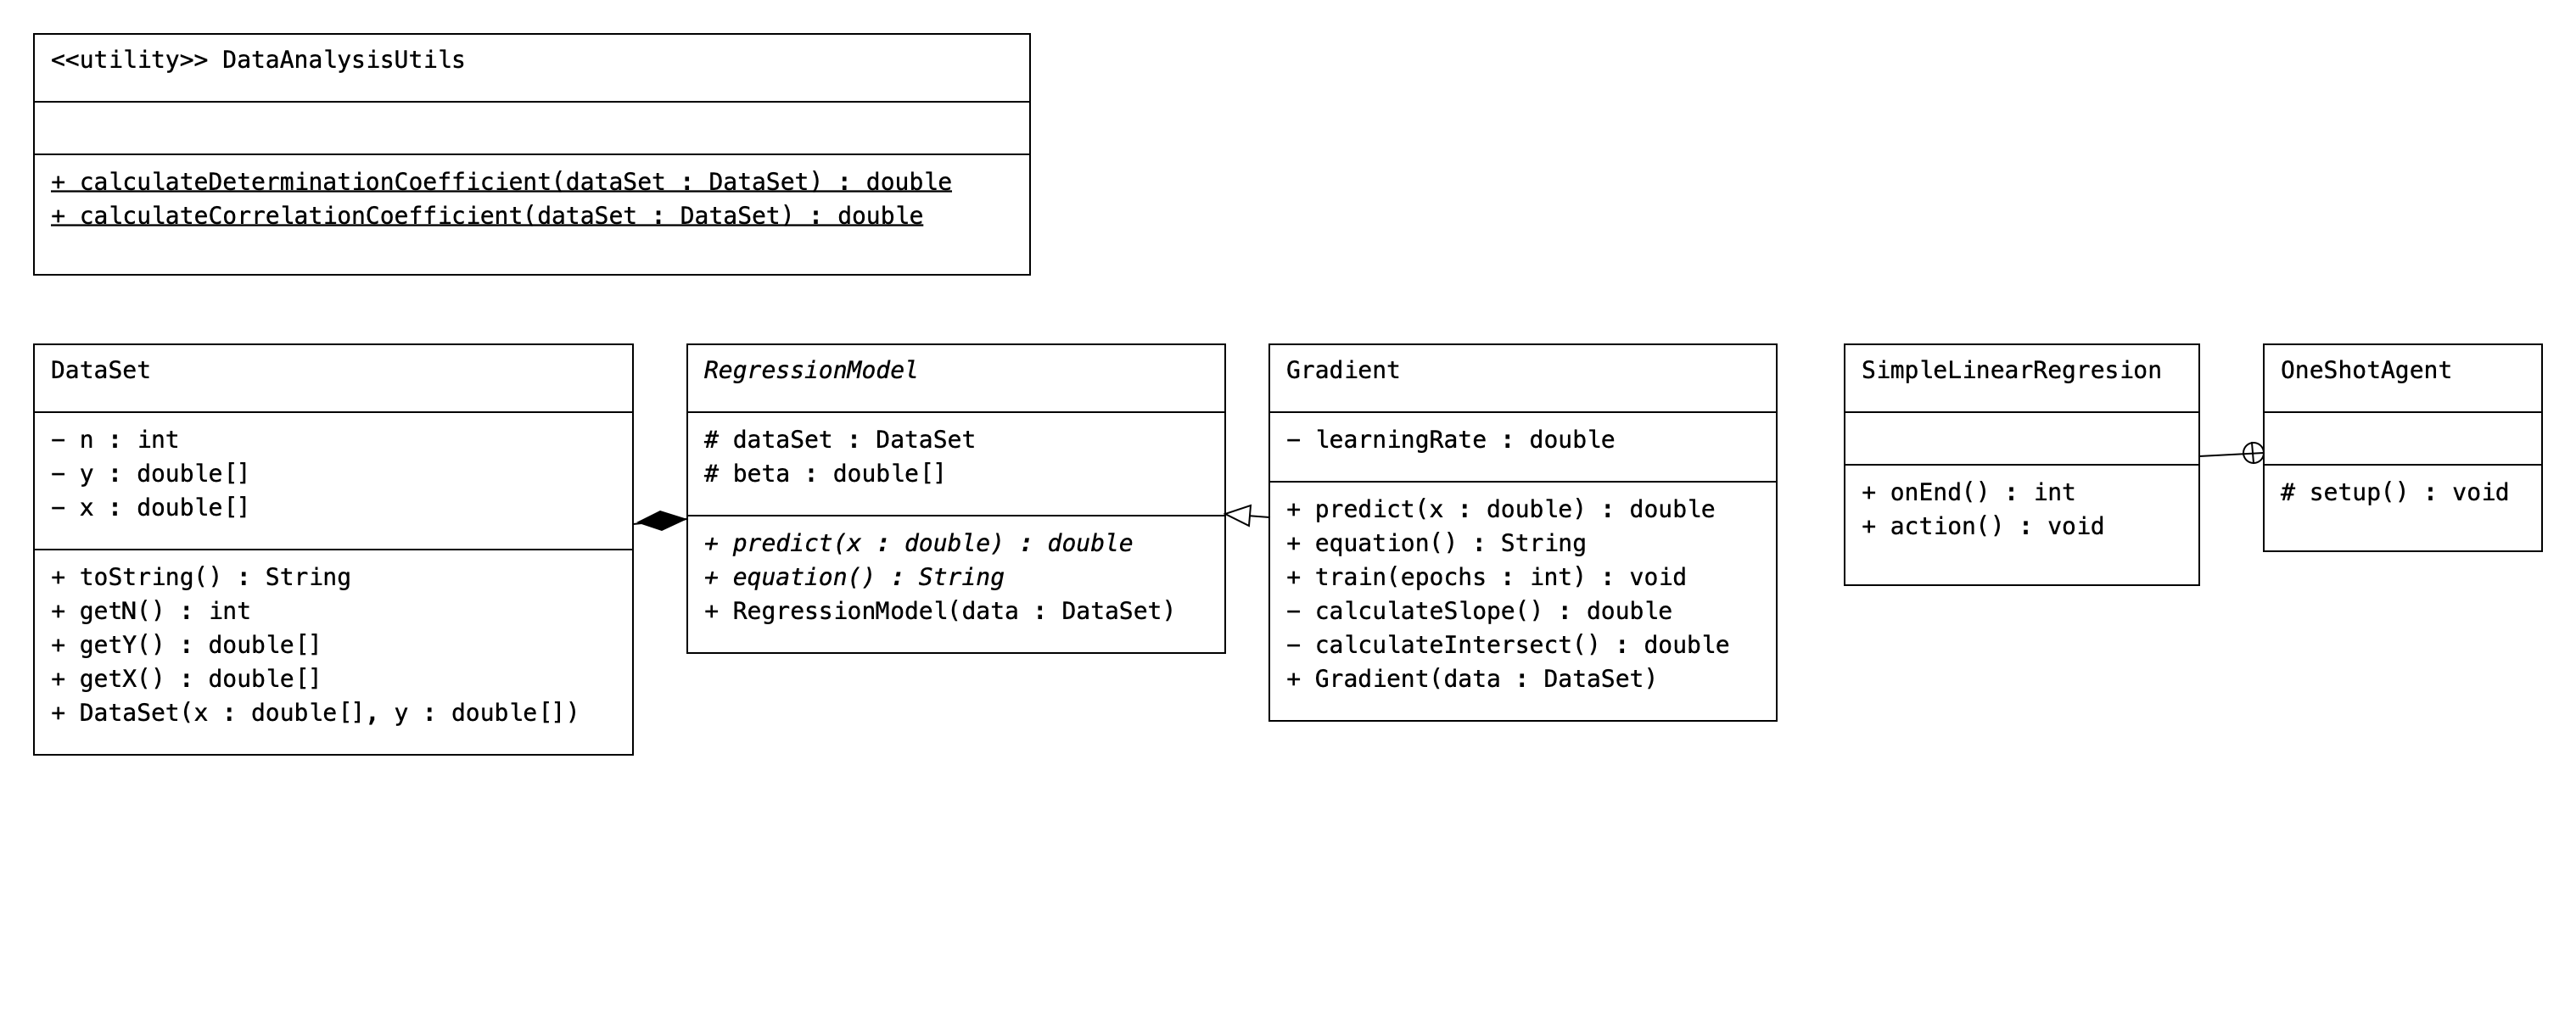 <<utility>> DataAnalysisUtils
+ calculateDeterminationCoefficient(dataSet : DataSet) : double
+ calculateCorrelationCoefficient(dataSet : DataSet) : double
DataSet
− n : int
− y : double[]
− x : double[]
+ toString() : String
+ getN() : int
+ getY() : double[]
+ getX() : double[]
+ DataSet(x : double[], y : double[])
RegressionModel
# dataSet : DataSet
# beta : double[]
+ predict(x : double) : double
+ equation() : String
+ RegressionModel(data : DataSet)
Gradient
− learningRate : double
+ predict(x : double) : double
+ equation() : String
+ train(epochs : int) : void
− calculateSlope() : double
− calculateIntersect() : double
+ Gradient(data : DataSet)
SimpleLinearRegresion
+ onEnd() : int
+ action() : void
OneShotAgent
# setup() : void